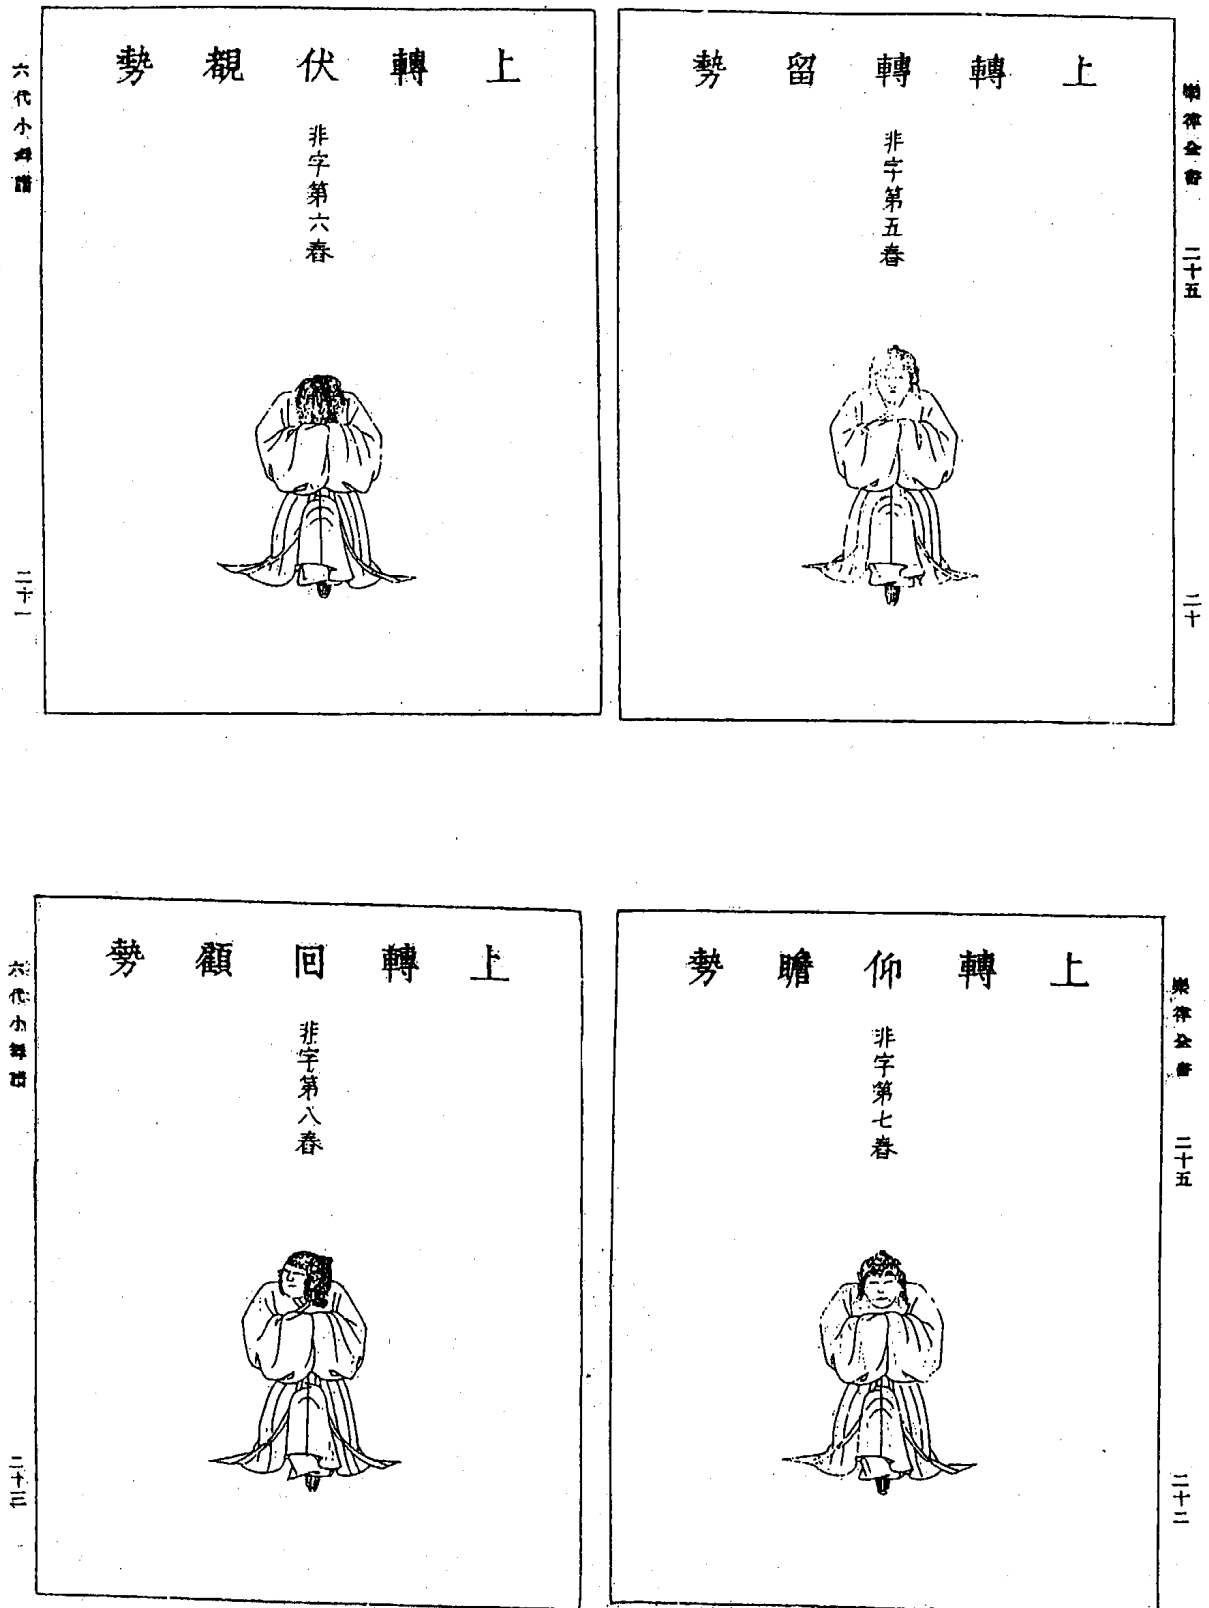 樂律全書 二十五 二十
上轉轉留勢
非字第五舂
上轉伏覩勢
非字第六舂
六代小舞譜 二十一
樂律全書 二十五 二十二
上轉仰瞻勢
非字第七舂
上轉回顧勢
非字第八舂
六代小舞譜 二十三